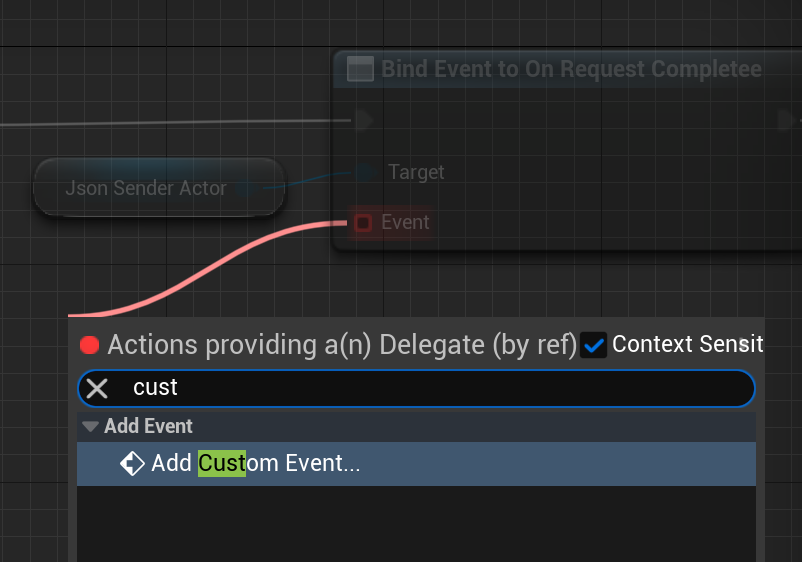 Bind Event to On Request Completee
Json Sender Actor
Target
Event
Actions providing a(n) Delegate (by ref)
Context Sensit
cust
Add Event
Add Custom Event...